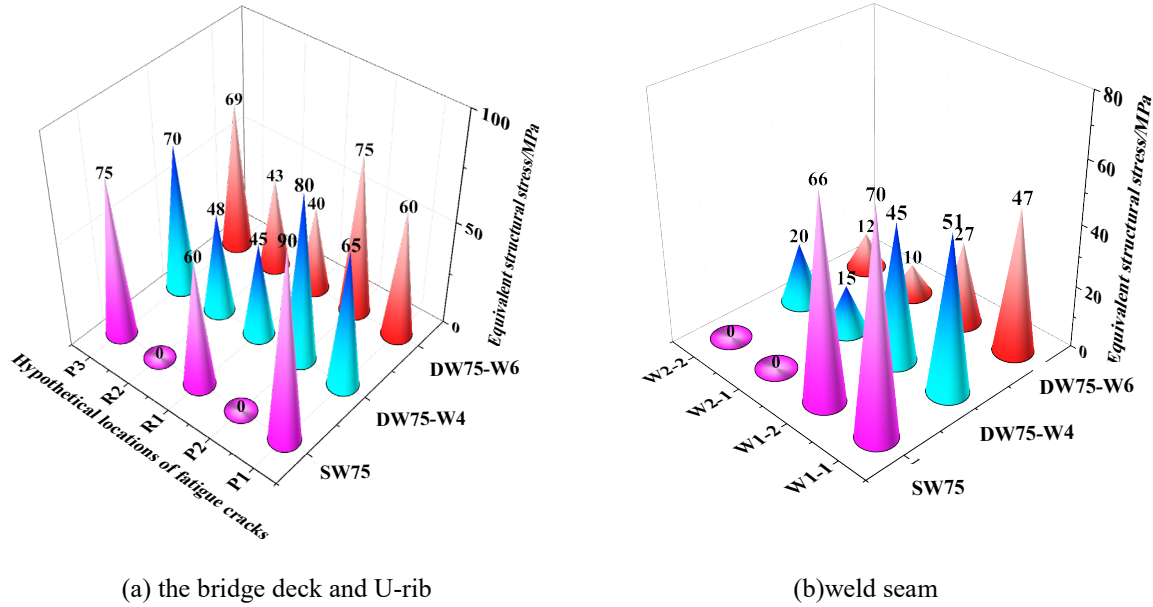 100
50
0
Equivalent structural stress/MPa
69
70
75
75
43
80
40
48
60
45
60
90
65
0
0
P3
R2
R1
P2
P1
Hypothetical locations of fatigue cracks
DW75-W6
DW75-W4
SW75
(a) the bridge deck and U-rib
80
60
40
20
0
Equivalent structural stress/MPa
66
70
45
51
47
27
12
20
10
15
0
0
W2-2
W2-1
W1-2
W1-1
DW75-W6
DW75-W4
SW75
(b)weld seam